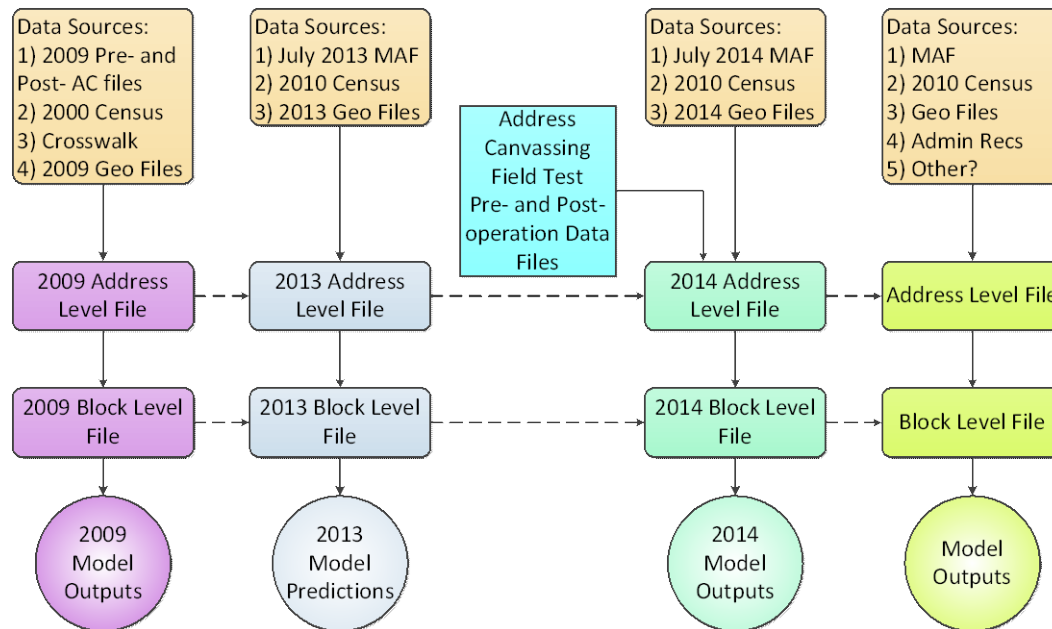 Data Sources:
1) 2009 Pre- and
Post- AC files
2) 2000 Census
3) Crosswalk
4) 2009 Geo Files
Data Sources:
1) July 2013 MAF
2) 2010 Census
3) 2013 Geo Files
Address
Canvassing
Field Test
Pre- and Post-
operation Data
Files
Data Sources:
1) July 2014 MAF
2) 2010 Census
3) 2014 Geo Files
Data Sources:
1) MAF
2) 2010 Census
3) Geo Files
4) Admin Recs
5) Other?
2009 Address
Level File
2013 Address
Level File
2014 Address
Level File
Address Level File
2009 Block Level
File
2013 Block Level
File
2014 Block Level
File
Block Level File
2009
Model
Outputs
2013
Model
Predictions
2014
Model
Outputs
Model
Outputs